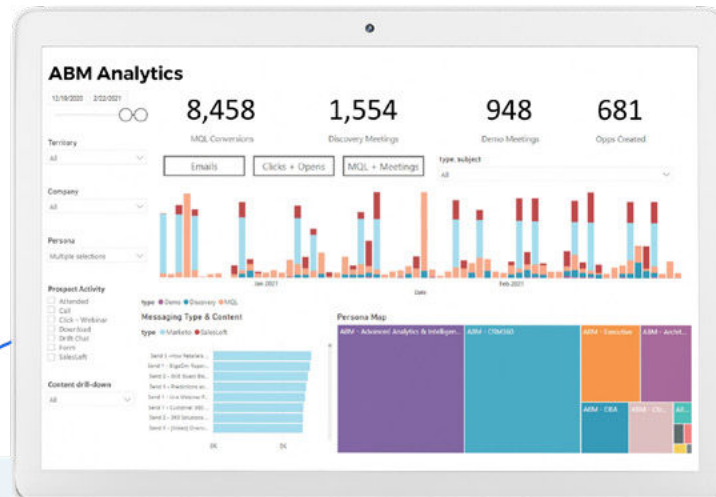 ABM Analytics
2/22/2021
8,458
1,554
948
681
MQL Conversions
Discovery Meetings
Demo Meetings
Opps Created
Territory
All
Emails
Clicks + Opens
MQL + Meetings
type, subject
All
Company
All
Persona
Multiple selections
Prospect Activity
Attended
Call
Click - Webinar
Download
Drift Chat
Form
SalesLoft
Jan 2021
Date
Feb 2021
type Demo Discovery MQL
Messaging Type & Content
type Marketo SalesLoft
Content drill-down
All
0K
Persona Map
ABM - Advanced Analytics & Intelligen...
ABM - CRM360
ABM - Executive
ABM - Archit...
ABM - CIBA